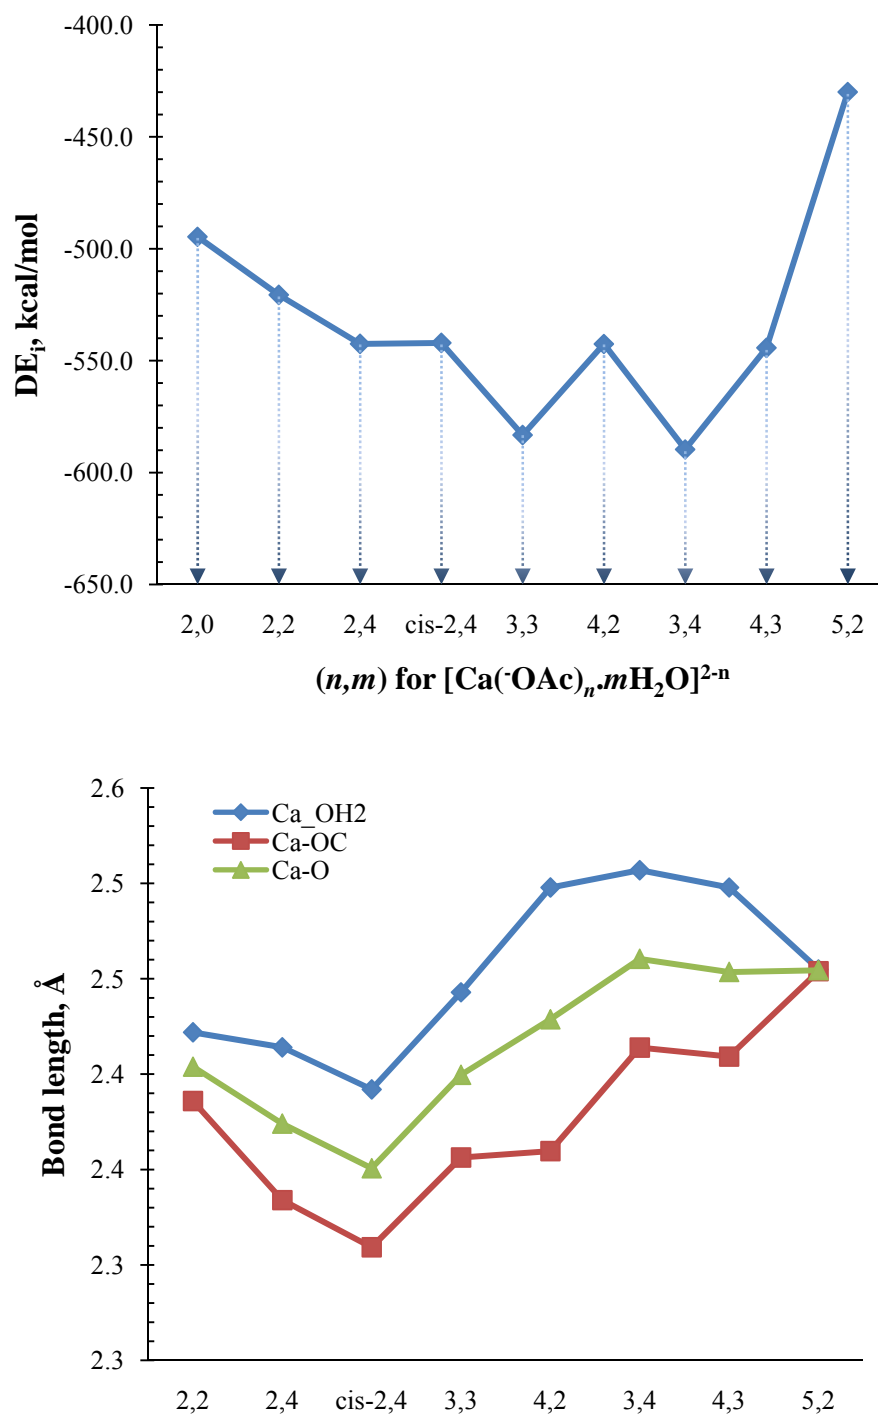 -400.0
-450.0
-500.0
-550.0
-600.0
-650.0
DEi, kcal/mol
2,0 2,2 2,4 cis-2,4 3,3 4,2 3,4 4,3 5,2
(n,m) for [Ca(-OAc)n.mH2O]2-n
2.6
2.5
2.5
2.4
2.4
2.3
2.3
Bond length, Å
Ca_OH2
Ca-OC
Ca-O
2,2 2,4 cis-2,4 3,3 4,2 3,4 4,3 5,2